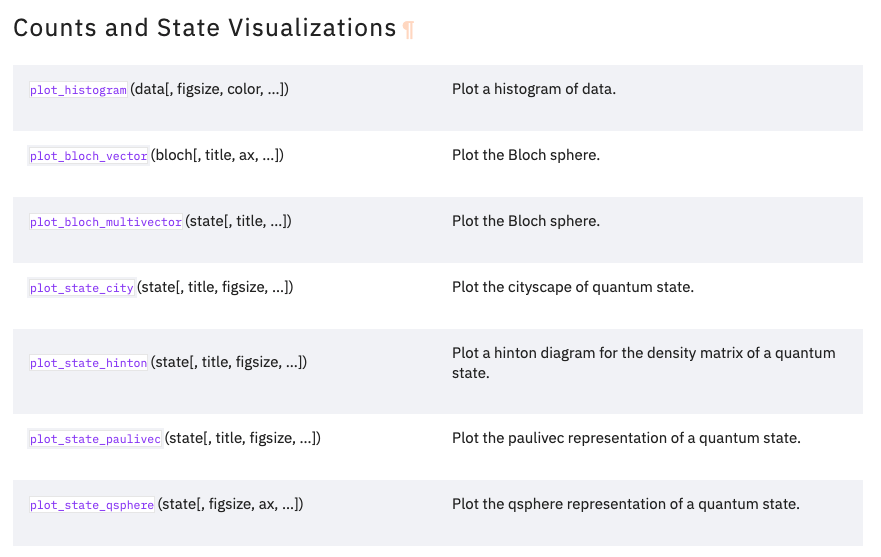 Counts and State Visualizations ¶
plot_histogram(data[, figsize, color, ...]) Plot a histogram of data.
plot_bloch_vector(bloch[, title, ax, ...]) Plot the Bloch sphere.
plot_bloch_multivector(state[, title, ...]) Plot the Bloch sphere.
plot_state_city(state[, title, figsize, ...]) Plot the cityscape of quantum state.
plot_state_hinton(state[, title, figsize, ...]) Plot a hinton diagram for the density matrix of a quantum
state.
plot_state_paulivec(state[, title, figsize, ...]) Plot the paulivec representation of a quantum state.
plot_state_qsphere(state[, figsize, ax, ...]) Plot the qsphere representation of a quantum state.